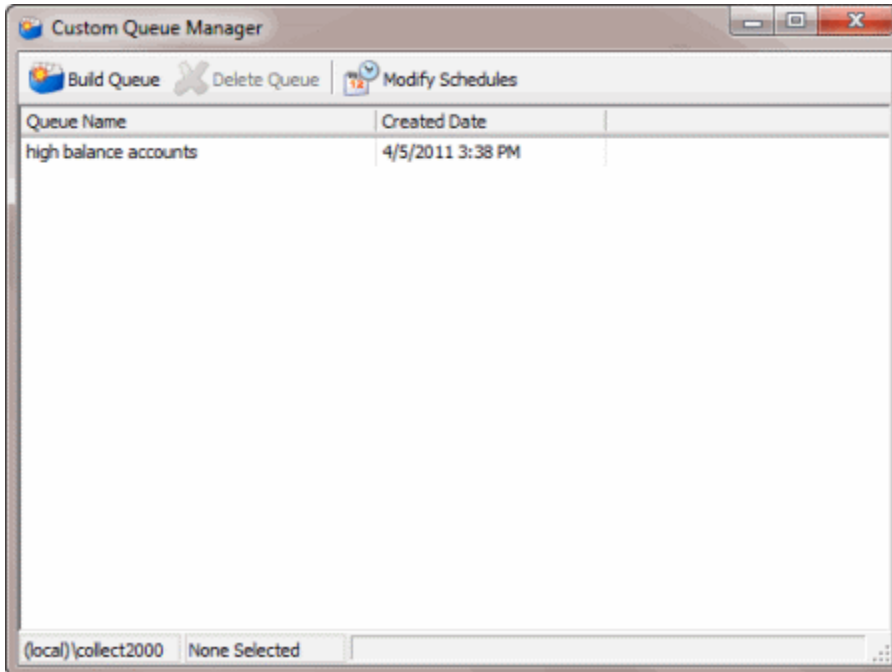 Custom Queue Manager
Build Queue Delete Queue Modify Schedules
Queue Name Created Date
high balance accounts 4/5/2011 3:38 PM
(local)\collect2000 None Selected